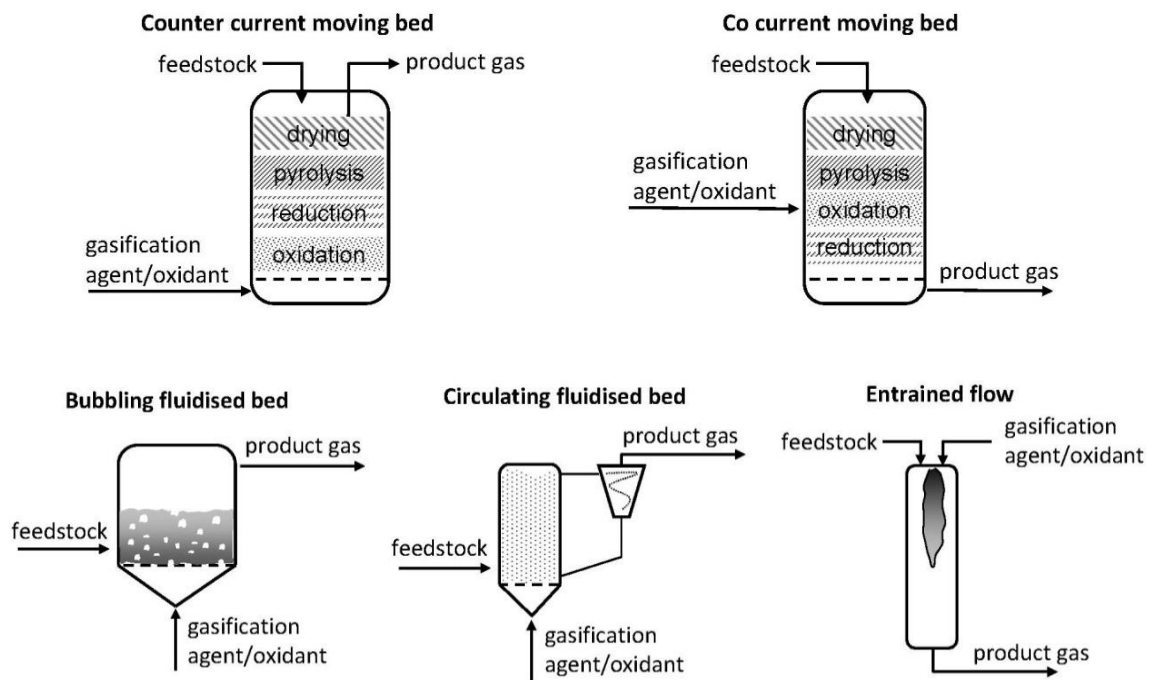 Counter current moving bed
feedstock
product gas
drying
pyrolysis
reduction
oxidation
gasification
agent/oxidant
Co current moving bed
feedstock
gasification
agent/oxidant
drying
pyrolysis
oxidation
reduction
product gas
Bubbling fluidised bed
product gas
feedstock
gasification
agent/oxidant
Circulating fluidised bed
product gas
feedstock
gasification
agent/oxidant
Entrained flow
feedstock
gasification
agent/oxidant
product gas